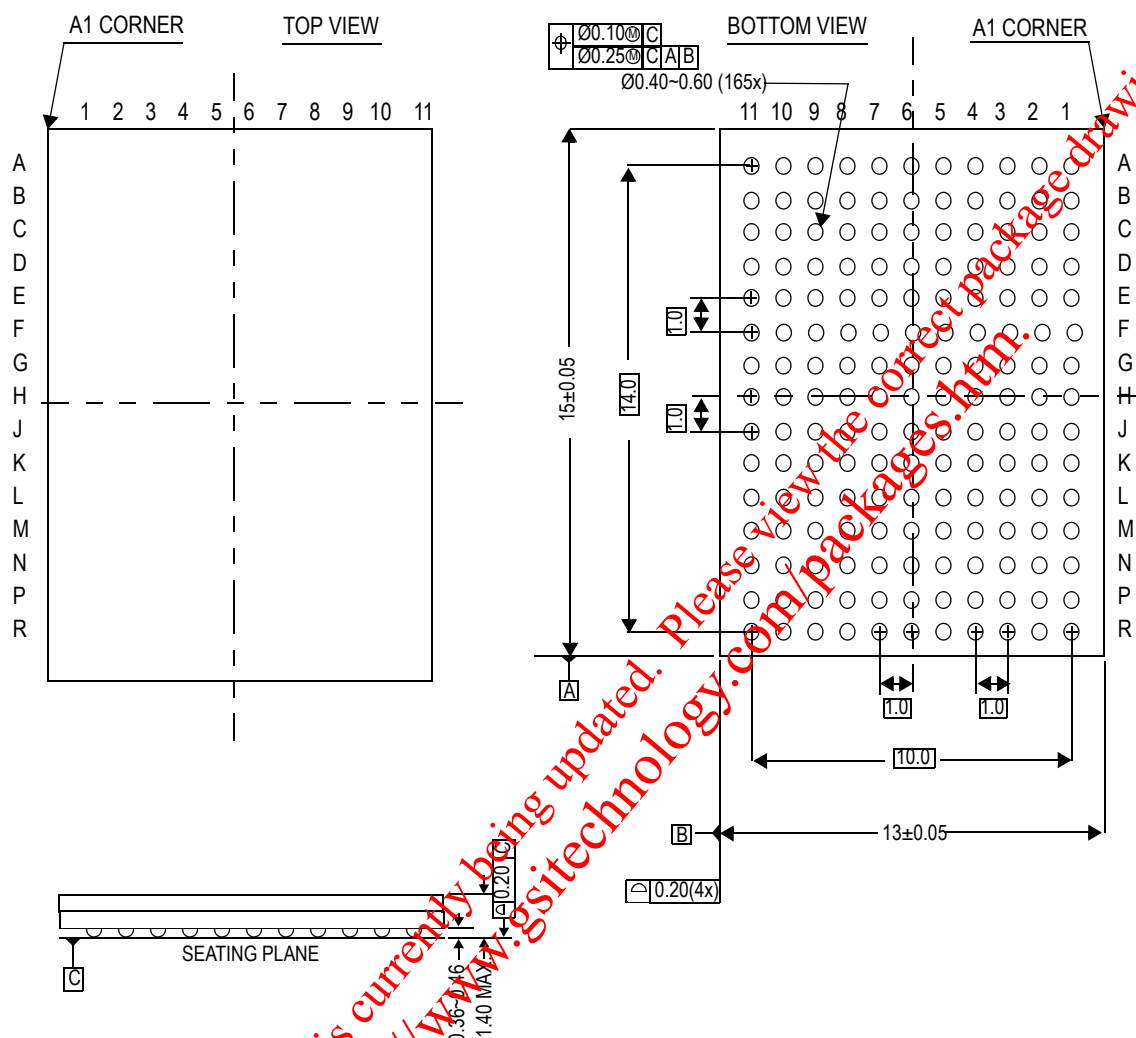 A1 CORNER
TOP VIEW
1 2 3 4 5 6 7 8 9 10 11
A
B
C
D
E
F
G
H
J
K
L
M
N
P
R
Ø0.10Ⓜ C
Ø0.25Ⓜ C A B
Ø0.40~0.60 (165x)
BOTTOM VIEW
A1 CORNER
11 10 9 8 7 6 5 4 3 2 1
A
B
C
D
E
F
G
H
J
K
L
M
N
P
R
15±0.05
14.0
1.0
1.0
A
1.0
1.0
10.0
B
13±0.05
0.20(4x)
SEATING PLANE
C
0.20 C
0.36~0.46
1.40 MAX.
is currently being updated. Please view the correct package drawi
//www.gsitechnology.com/packages.htm.